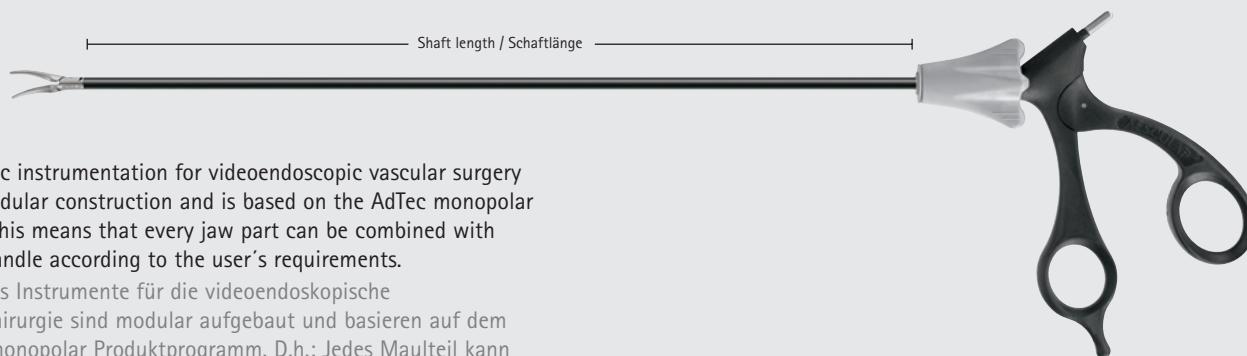 Shaft length / Schaftlänge
c instrumentation for videoendoscopic vascular surgery
dular construction and is based on the AdTec monopolar
his means that every jaw part can be combined with
andle according to the user´s requirements.
s Instrumente für die videoendoskopische
irurgie sind modular aufgebaut und basieren auf dem
monopolar Produktprogramm. D.h.: Jedes Maulteil kann